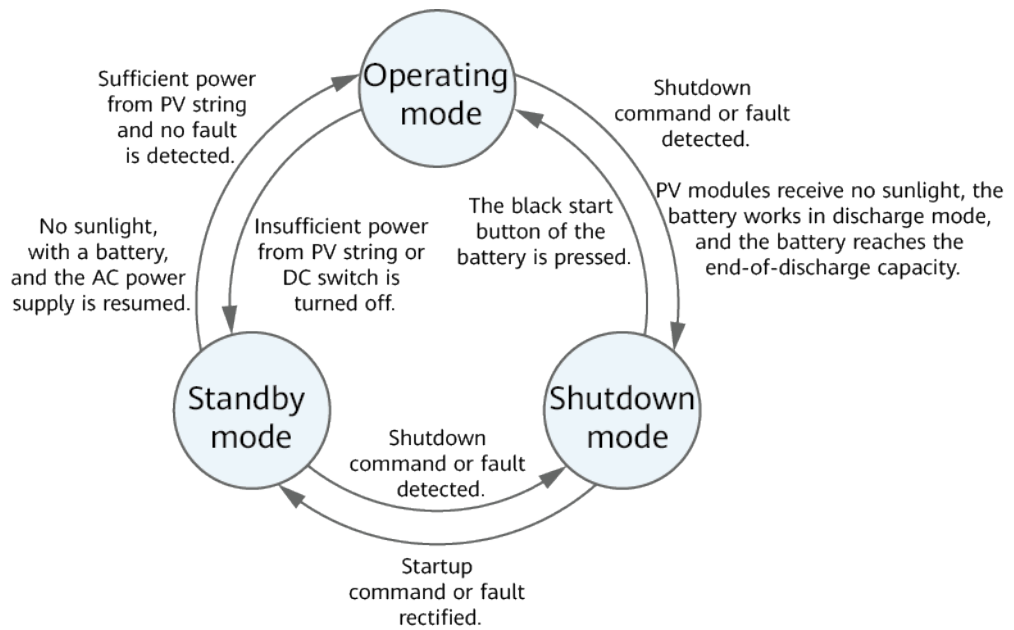 Operating
mode
Sufficient power
from PV string
and no fault
is detected.
Shutdown
command or fault
detected.
No sunlight,
with a battery,
and the AC power
supply is resumed.
Insufficient power
from PV string or
DC switch is
turned off.
The black start
button of the
battery is pressed.
PV modules receive no sunlight, the
battery works in discharge mode,
and the battery reaches the
end-of-discharge capacity.
Standby
mode
Shutdown
mode
Shutdown
command or fault
detected.
Startup
command or fault
rectified.